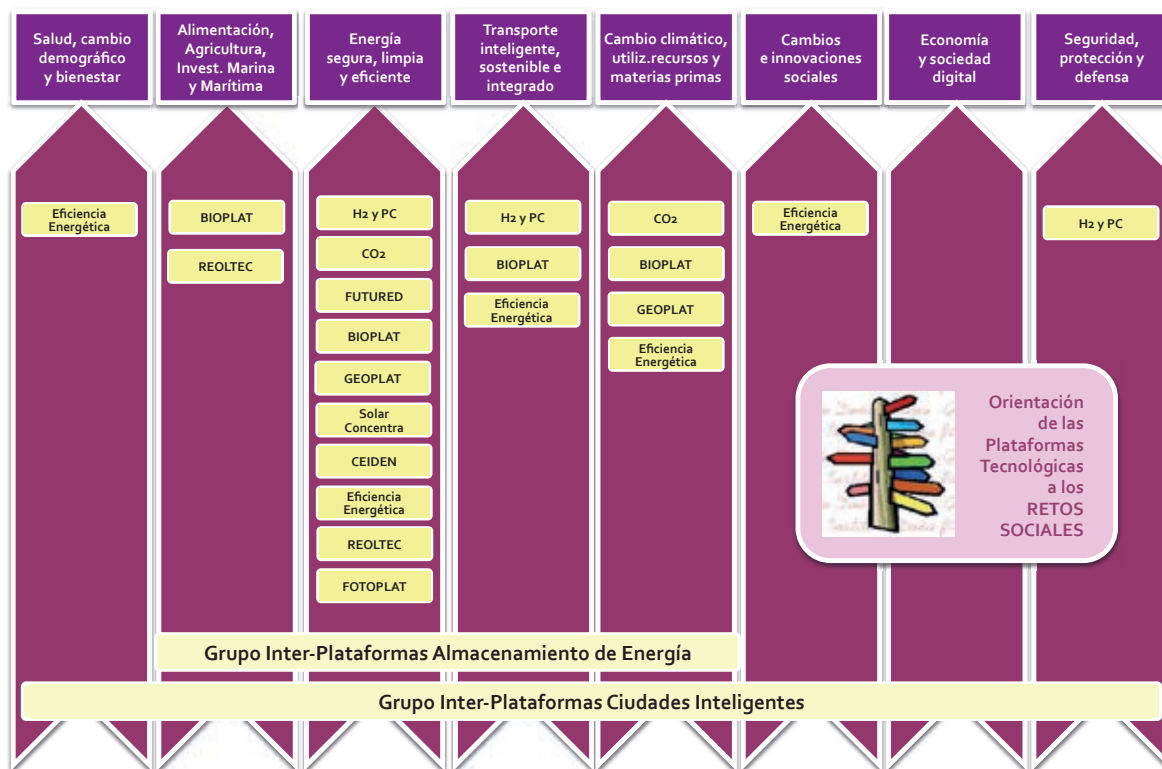 Salud, cambio
demográfico
y bienestar
Alimentación,
Agricultura,
Invest. Marina
y Marítima
Energía
segura, limpia
y eficiente
Transporte
inteligente,
sostenible e
integrado
Cambio climático,
utiliz.recursos y
materias primas
Cambios
e innovaciones
sociales
Economía
y sociedad
digital
Seguridad,
protección y
defensa
Eficiencia
Energética
BIOPLAT
REOLTEC
H2 y PC
CO2
FUTURED
BIOPLAT
GEOPLAT
Solar
Concentra
CEIDEN
Eficiencia
Energética
REOLTEC
FOTOPLAT
H2 y PC
BIOPLAT
Eficiencia
Energética
CO2
BIOPLAT
GEOPLAT
Eficiencia
Energética
Eficiencia
Energética
H2 y PC
Orientación
de las
Plataformas
Tecnológicas
a los
RETOS
SOCIALES
Grupo Inter-Plataformas Almacenamiento de Energía
Grupo Inter-Plataformas Ciudades Inteligentes